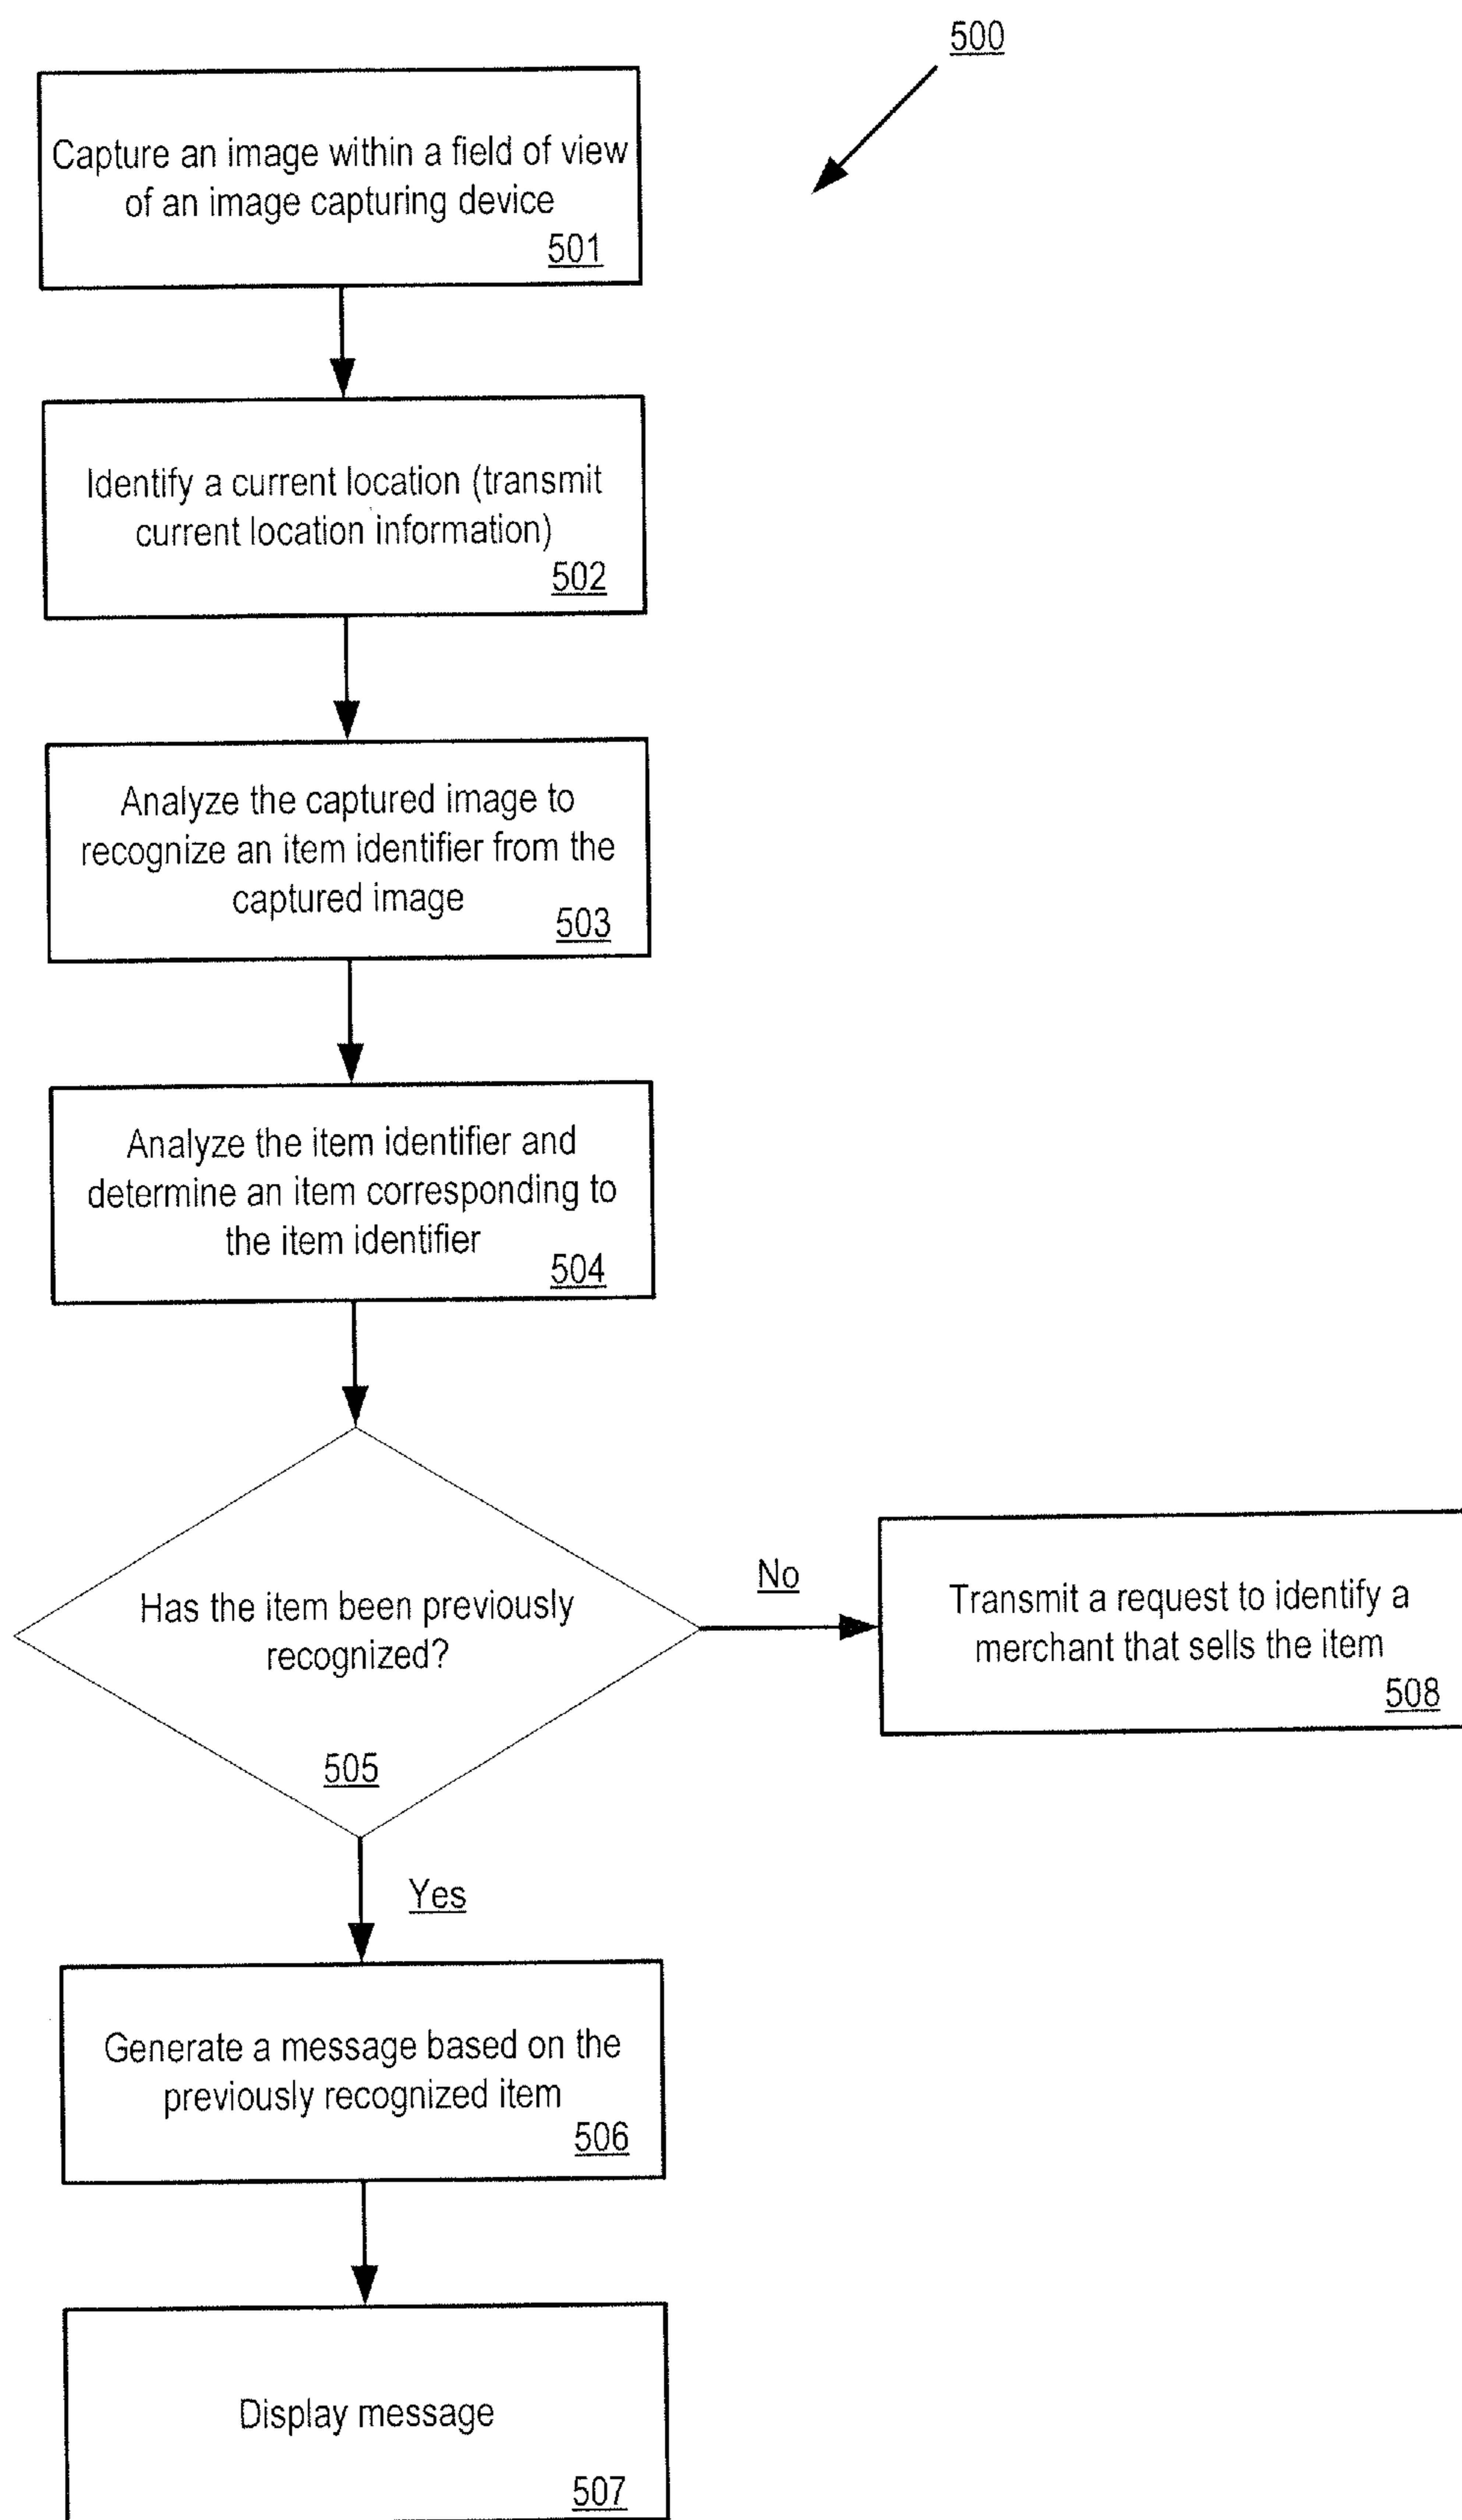 500
Capture an image within a field of view
of an image capturing device
501
Identify a current location (transmit
current location information)
502
Analyze the captured image to
recognize an item identifier from the
captured image
503
Analyze the item identifier and
determine an item corresponding to
the item identifier
504
Has the item been previously
recognized?
505
No
Transmit a request to identify a
merchant that sells the item
508
Yes
Generate a message based on the
previously recognized item
506
Display message
507